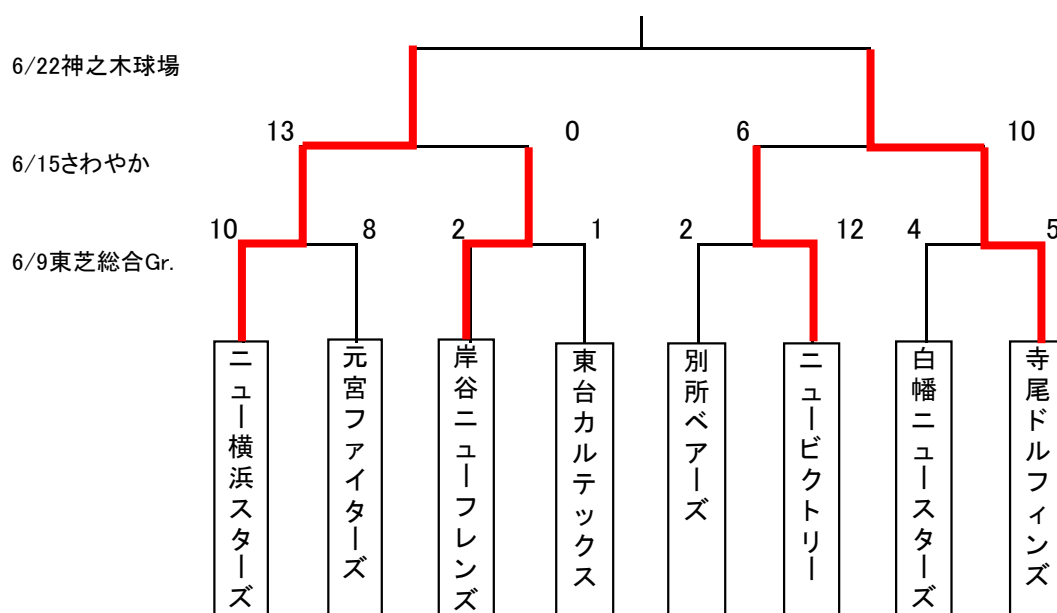 6/22神之木球場
13
0
6
10
6/15さわやか
10
8
2
1
2
12
4
5
6/9東芝総合Gr.
ニュー横浜スターズ
元宮ファイターズ
岸谷ニューフレンズ
東台カルテックス
別所ベアーズ
ニュービクトリー
白幡ニュースターズ
寺尾ドルフィンズ